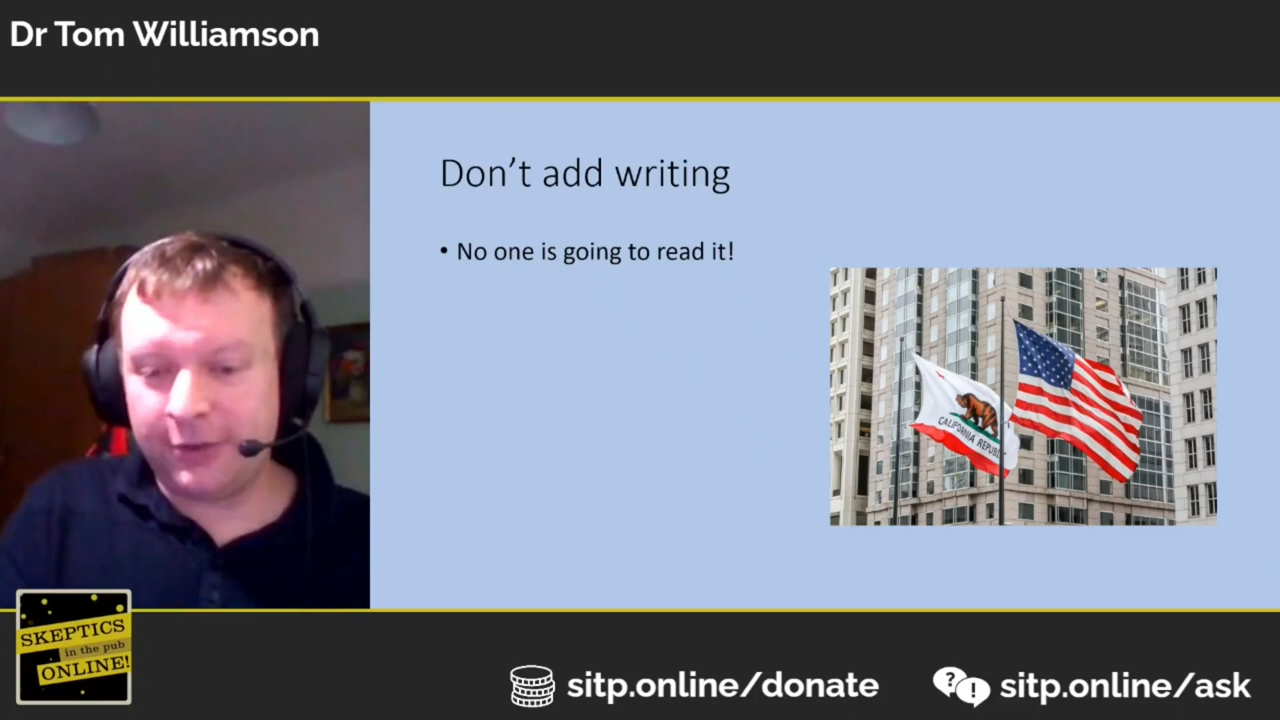 Dr Tom Williamson
Don't add writing
• No one is going to read it!
CALIFORNIA REPUBLIC
SKEPTICS
in the pub
ONLINE!
sitp.online/donate
? !
sitp.online/ask